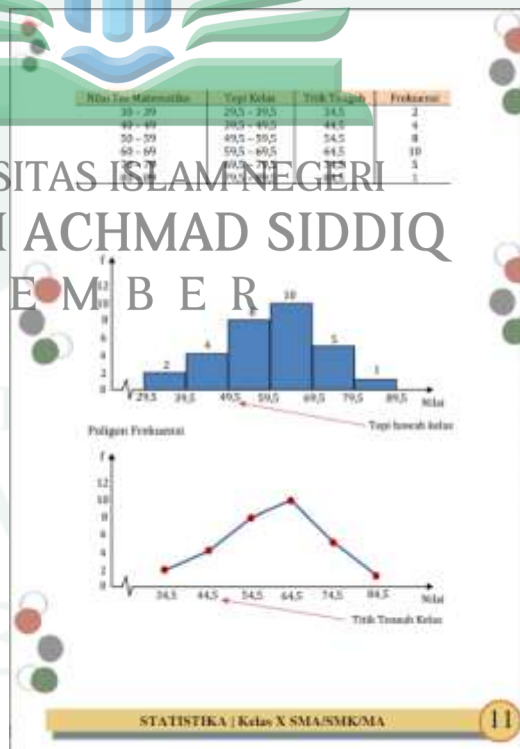 Nilai Tes Matematika Tepi Kelas Titik Tengah Frekuensi
30 – 39 29,5 – 39,5 34,5 2
40 – 49 39,5 – 49,5 44,5 4
50 – 59 49,5 – 59,5 54,5 8
60 – 69 59,5 – 69,5 64,5 10
69,5 – 79,5 5
1
SITAS ISLAM NEGERI
ACHMAD SIDDIQ
E M B E R
f
12
10
8
6
4
2
0
2
4
8
10
5
1
29,5 39,5 49,5 59,5 69,5 79,5 89,5 Nilai
Tepi bawah kelas
Poligon Frekuensi
f
12
10
8
6
4
2
0
34,5 44,5 54,5 64,5 74,5 84,5 Nilai
Titik Tengah Kelas
STATISTIKA | Kelas X SMA/SMK/MA 11